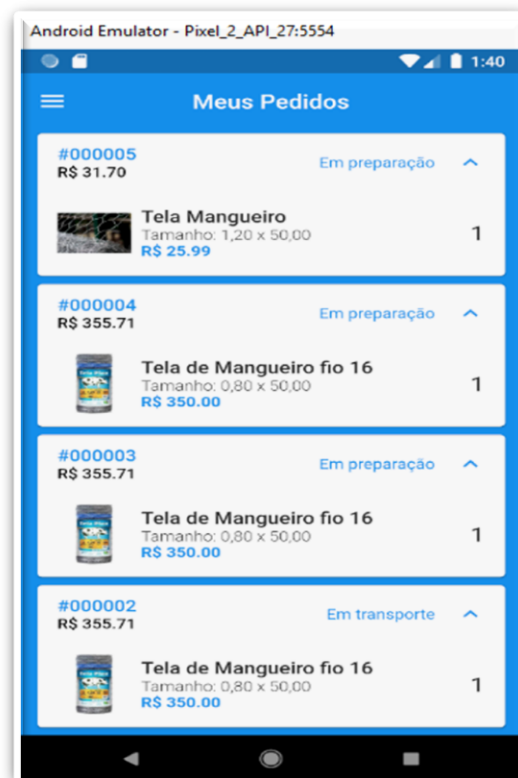 Android Emulator - Pixel_2_API_27:5554
1:40
Meus Pedidos
#000005
R$ 31.70
Em preparação
Tela Mangueiro
Tamanho: 1,20 x 50,00
R$ 25.99
1
#000004
R$ 355.71
Em preparação
Tela de Mangueiro fio 16
Tamanho: 0,80 x 50,00
R$ 350.00
1
#000003
R$ 355.71
Em preparação
Tela de Mangueiro fio 16
Tamanho: 0,80 x 50,00
R$ 350.00
1
#000002
R$ 355.71
Em transporte
Tela de Mangueiro fio 16
Tamanho: 0,80 x 50,00
R$ 350.00
1